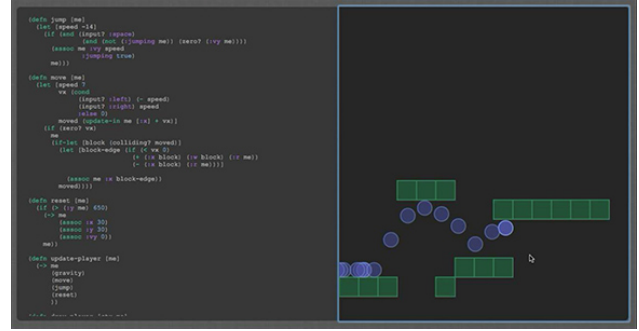 (defn jump [me]
(let [speed -14]
(if (and (input? :space)
(and (not (:jumping me)) (zero? (:vy me))))
(assoc me :vy speed
:jumping true)
me)))
(defn move [me]
(let [speed 7
vx (cond
(input? :left) (- speed)
(input? :right) speed
:else 0)
moved (update-in me [:x] + vx)]
(if (zero? vx)
me
(if-let [block (colliding? moved)]
(let [block-edge (if (< vx 0)
(+ (:x block) (:w block) (:r me))
(- (:x block) (:r me)))]
(assoc me :x block-edge))
moved))))
(defn reset [me]
(if (> (:y me) 650)
(-> me
(assoc :x 30)
(assoc :y 30)
(assoc :vy 0))
me))
(defn update-player [me]
(-> me
(gravity)
(move)
(jump)
(reset)
))